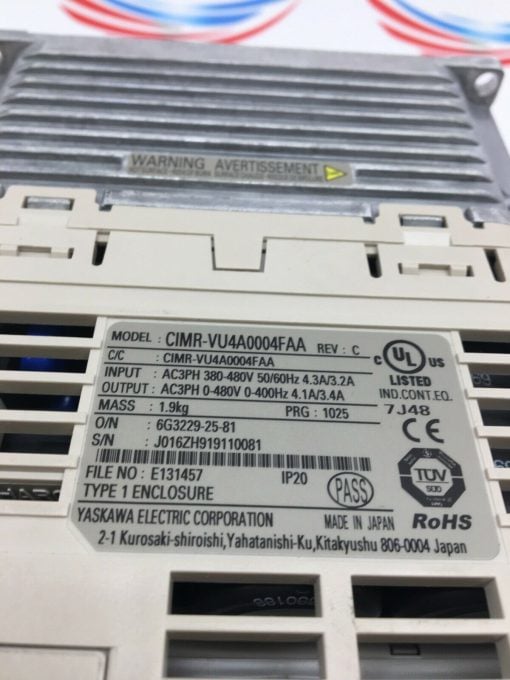 WARNING AVERTISSEMENT
MODEL : CIMR-VU4A0004FAA REV : C
C/C : CIMR-VU4A0004FAA
INPUT : AC3PH 380-480V 50/60Hz 4.3A/3.2A
OUTPUT : AC3PH 0-480V 0-400Hz 4.1A/3.4A
MASS : 1.9kg PRG : 1025
O/N : 6G3229-25-81
S/N : J016ZH919110081
FILE NO : E131457 IP20
TYPE 1 ENCLOSURE
PASS
YASKAWA ELECTRIC CORPORATION MADE IN JAPAN
2-1 Kurosaki-shiroishi,Yahatanishi-Ku,Kitakyushu 806-0004 Japan
C UL US
LISTED
IND.CONT.EQ.
7J48
CE
TÜV
SÜD
RoHS